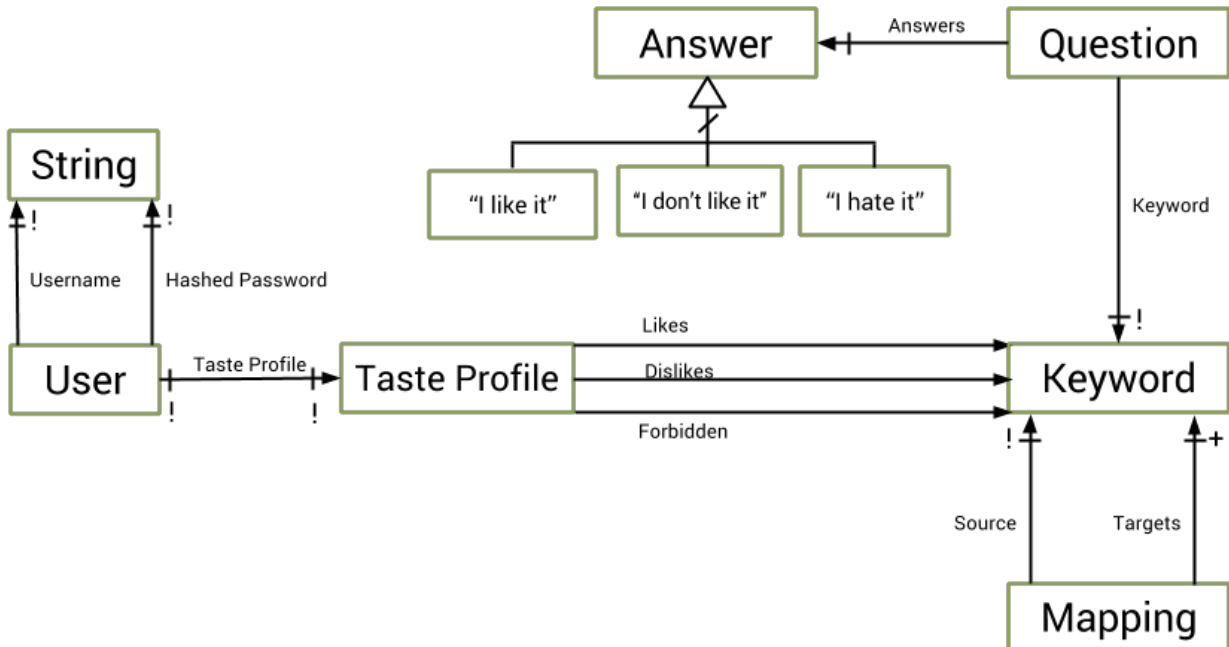 Answer
Answers
Question
String
“I like it”
“I don’t like it”
“I hate it”
!
!
Keyword
Username
Hashed Password
!
Likes
User
Taste Profile
Taste Profile
Dislikes
Keyword
!
!
Forbidden
!
+
Source
Targets
Mapping